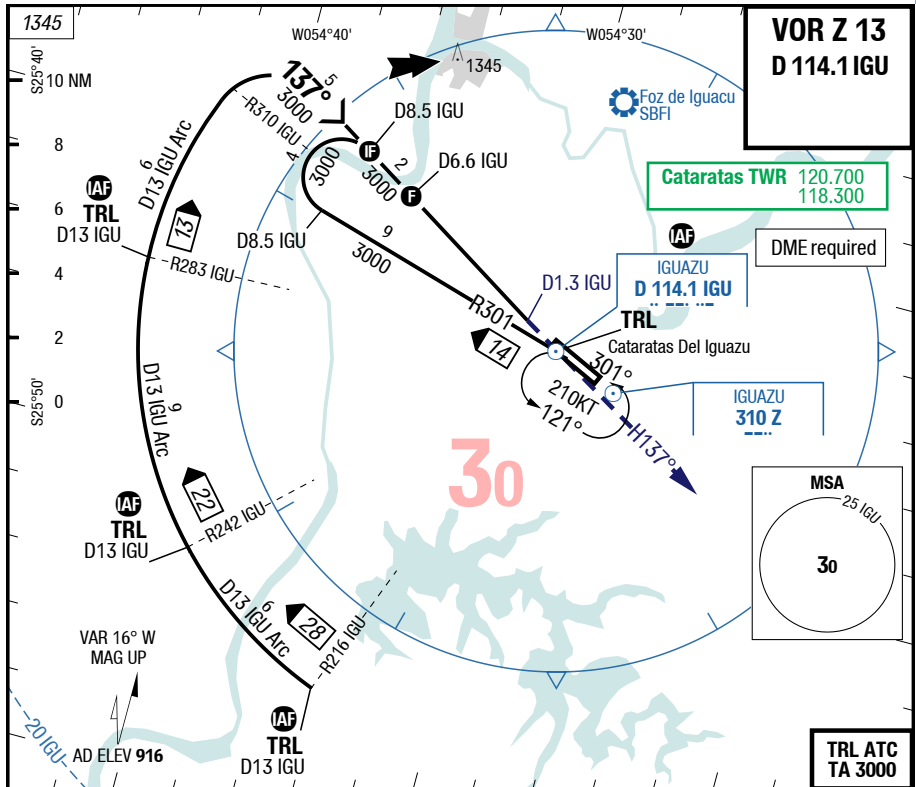 1345
W054°40'
W054°30'
VOR Z 13
D 114.1 IGU
S25°40'
10 NM
8
6
4
2
0
S25°50'
137°
5
3000
1345
Foz de Iguacu
SBFI
R310 IGU
D8.5 IGU
IF
2
3000
D6.6 IGU
F
4
3000
6
D13 IGU Arc
IAF
TRL
D13 IGU
13
R283 IGU
D8.5 IGU
9
3000
Cataratas TWR 120.700
118.300
IAF
DME required
IGUAZU
D 114.1 IGU
D1.3 IGU
R301
TRL
Cataratas Del Iguazu
14
301°
210KT
121°
IGUAZU
310 Z
H137°
9
D13 IGU Arc
30
22
IAF
TRL
D13 IGU
R242 IGU
MSA
25 IGU
30
6
D13 IGU Arc
28
R216 IGU
VAR 16° W
MAG UP
20 IGU
AD ELEV 916
IAF
TRL
D13 IGU
TRL ATC
TA 3000